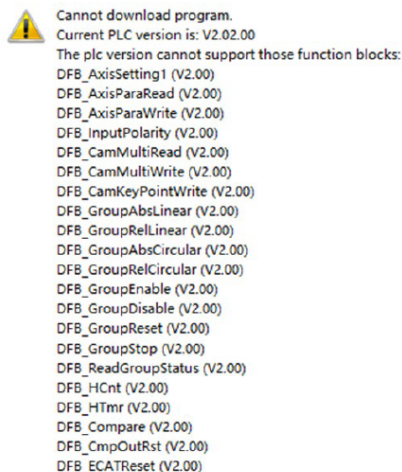 Cannot download program.
Current PLC version is: V2.02.00
The plc version cannot support those function blocks:
DFB_AxisSetting1 (V2.00)
DFB_AxisParaRead (V2.00)
DFB_AxisParaWrite (V2.00)
DFB_InputPolarity (V2.00)
DFB_CamMultiRead (V2.00)
DFB_CamMultiWrite (V2.00)
DFB_CamKeyPointWrite (V2.00)
DFB_GroupAbsLinear (V2.00)
DFB_GroupRelLinear (V2.00)
DFB_GroupAbsCircular (V2.00)
DFB_GroupRelCircular (V2.00)
DFB_GroupEnable (V2.00)
DFB_GroupDisable (V2.00)
DFB_GroupReset (V2.00)
DFB_GroupStop (V2.00)
DFB_ReadGroupStatus (V2.00)
DFB_HCnt (V2.00)
DFB_HTmr (V2.00)
DFB_Compare (V2.00)
DFB_CmpOutRst (V2.00)
DFB_ECATReset (V2.00)